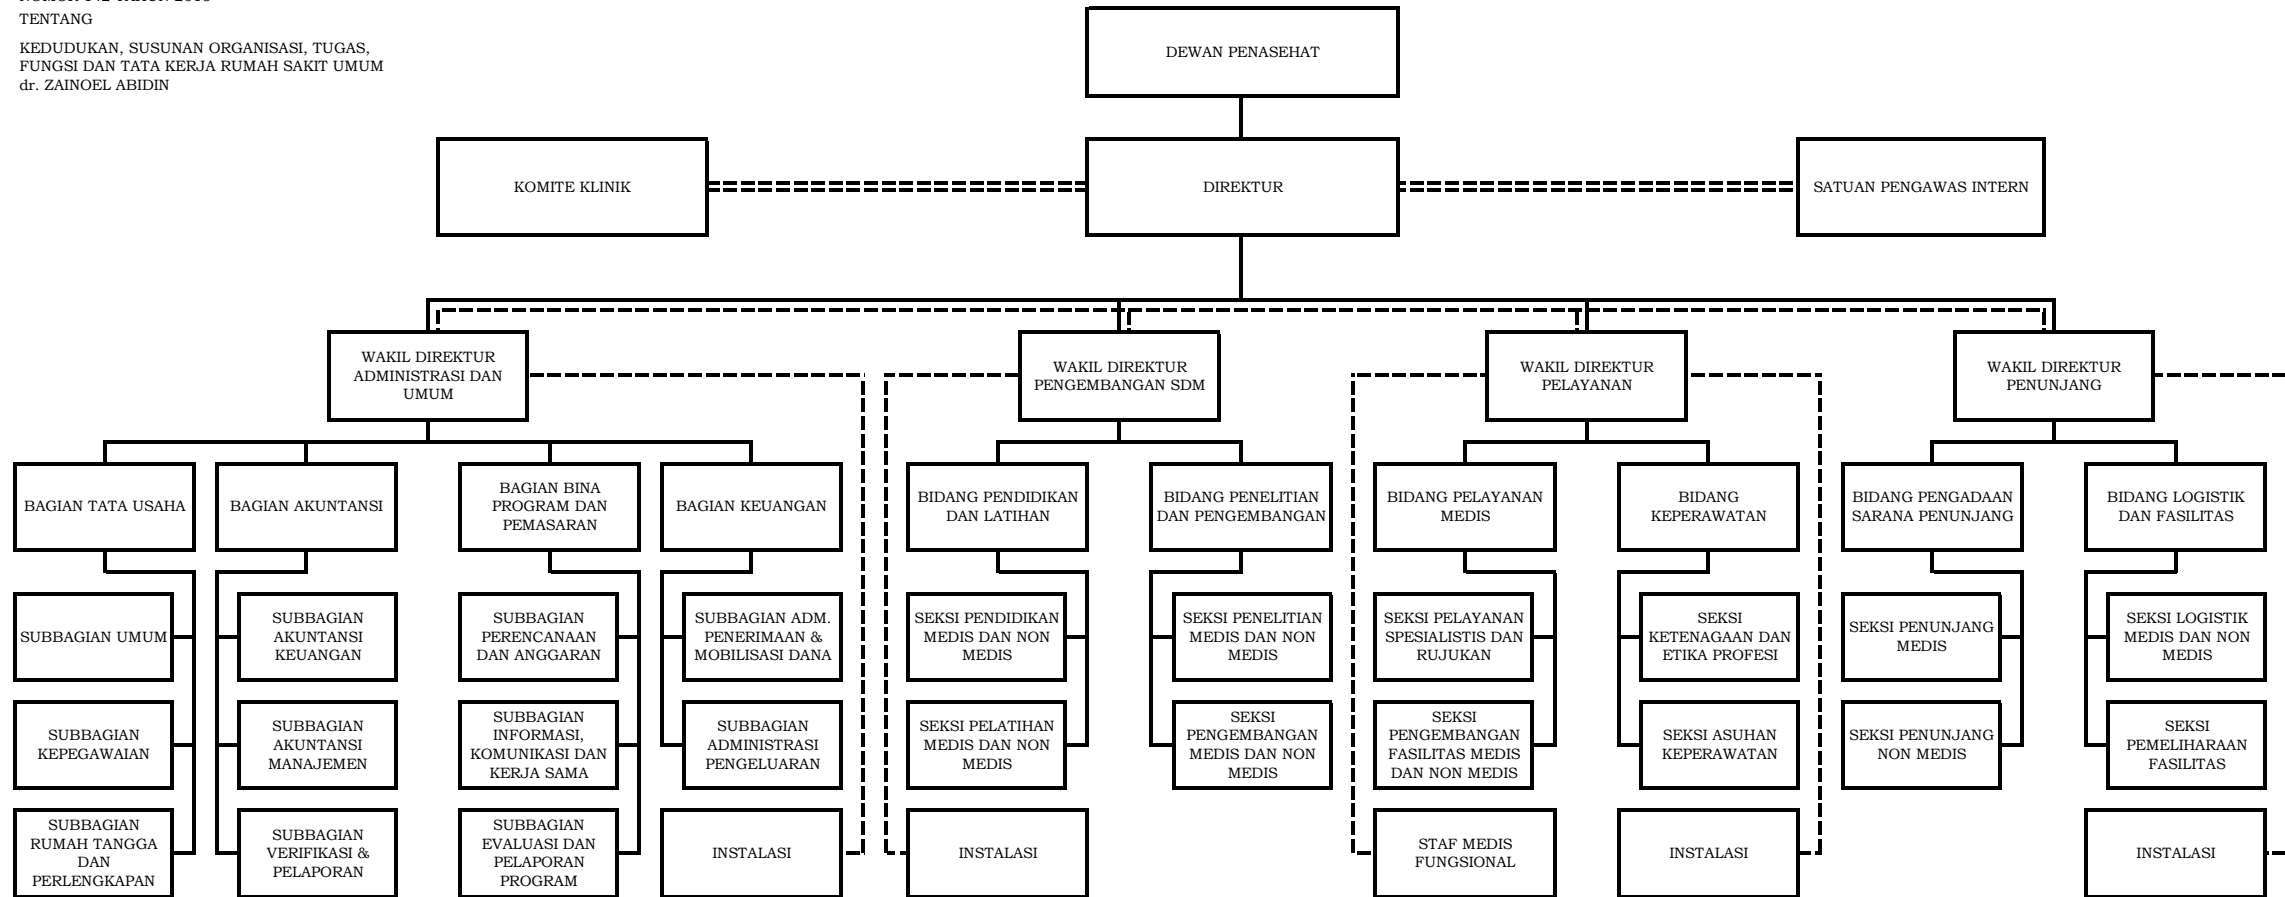 TENTANG
KEDUDUKAN, SUSUNAN ORGANISASI, TUGAS,
FUNGSI DAN TATA KERJA RUMAH SAKIT UMUM
dr. ZAINOEL ABIDIN
DEWAN PENASEHAT
KOMITE KLINIK
DIREKTUR
SATUAN PENGAWAS INTERN
WAKIL DIREKTUR
ADMINISTRASI DAN
UMUM
WAKIL DIREKTUR
PENGEMBANGAN SDM
WAKIL DIREKTUR
PELAYANAN
WAKIL DIREKTUR
PENUNJANG
BAGIAN TATA USAHA
BAGIAN AKUNTANSI
BAGIAN BINA
PROGRAM DAN
PEMASARAN
BAGIAN KEUANGAN
BIDANG PENDIDIKAN
DAN LATIHAN
BIDANG PENELITIAN
DAN PENGEMBANGAN
BIDANG PELAYANAN
MEDIS
BIDANG
KEPERAWATAN
BIDANG PENGADAAN
SARANA PENUNJANG
BIDANG LOGISTIK
DAN FASILITAS
SUBBAGIAN UMUM
SUBBAGIAN
AKUNTANSI
KEUANGAN
SUBBAGIAN
PERENCANAAN
DAN ANGGARAN
SUBBAGIAN ADM.
PENERIMAAN &
MOBILISASI DANA
SEKSI PENDIDIKAN
MEDIS DAN NON
MEDIS
SEKSI PENELITIAN
MEDIS DAN NON
MEDIS
SEKSI PELAYANAN
SPESIALISTIS DAN
RUJUKAN
SEKSI
KETENAGAAN DAN
ETIKA PROFESI
SEKSI PENUNJANG
MEDIS
SEKSI LOGISTIK
MEDIS DAN NON
MEDIS
SUBBAGIAN
KEPEGAWAIAN
SUBBAGIAN
AKUNTANSI
MANAJEMEN
SUBBAGIAN
INFORMASI,
KOMUNIKASI DAN
KERJA SAMA
SUBBAGIAN
ADMINISTRASI
PENGELUARAN
SEKSI PELATIHAN
MEDIS DAN NON
MEDIS
SEKSI
PENGEMBANGAN
MEDIS DAN NON
MEDIS
SEKSI
PENGEMBANGAN
FASILITAS MEDIS
DAN NON MEDIS
SEKSI ASUHAN
KEPERAWATAN
SEKSI PENUNJANG
NON MEDIS
SEKSI
PEMELIHARAAN
FASILITAS
SUBBAGIAN
RUMAH TANGGA
DAN
PERLENGKAPAN
SUBBAGIAN
VERIFIKASI &
PELAPORAN
SUBBAGIAN
EVALUASI DAN
PELAPORAN
PROGRAM
INSTALASI
INSTALASI
STAF MEDIS
FUNGSIONAL
INSTALASI
INSTALASI